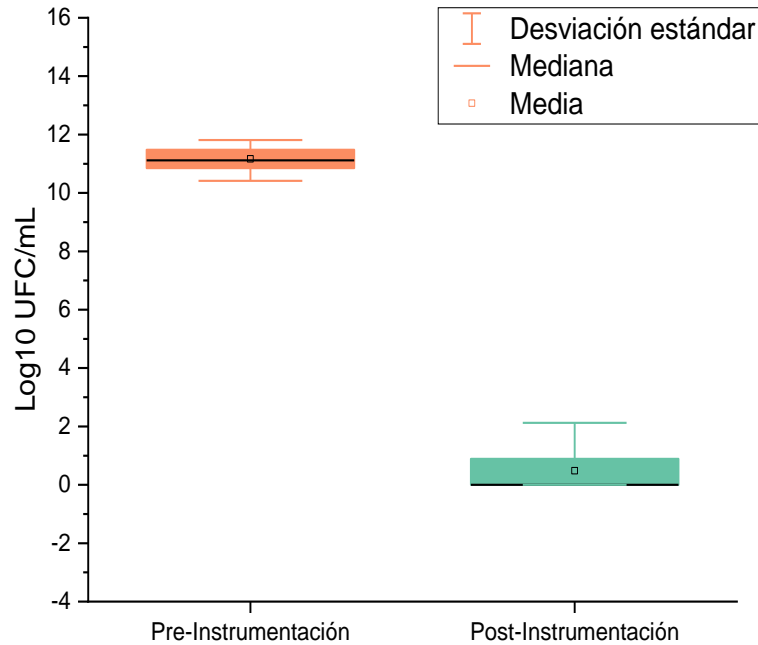 Desviación estándar
Mediana
Media
Log10 UFC/mL
16
14
12
10
8
6
4
2
0
-2
-4
Pre-Instrumentación
Post-Instrumentación